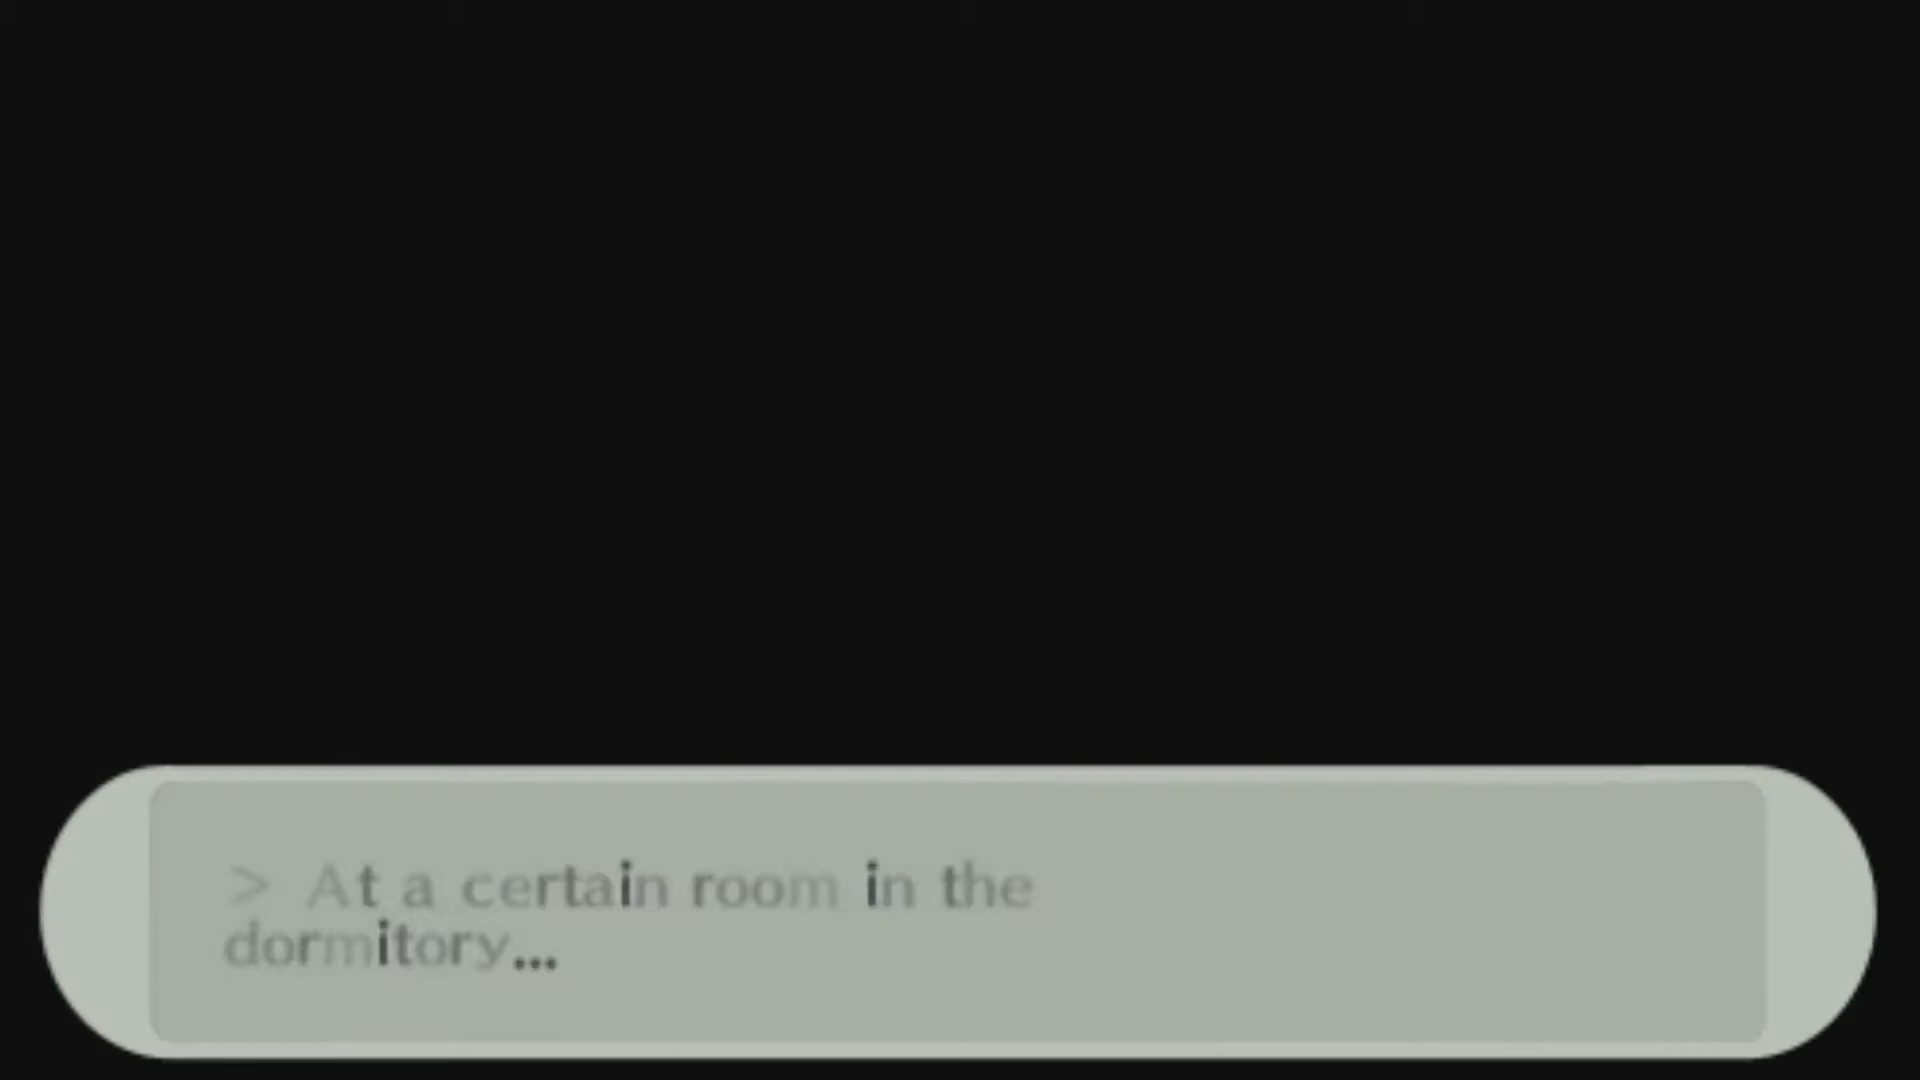 > At a certain room in the
dormitory...